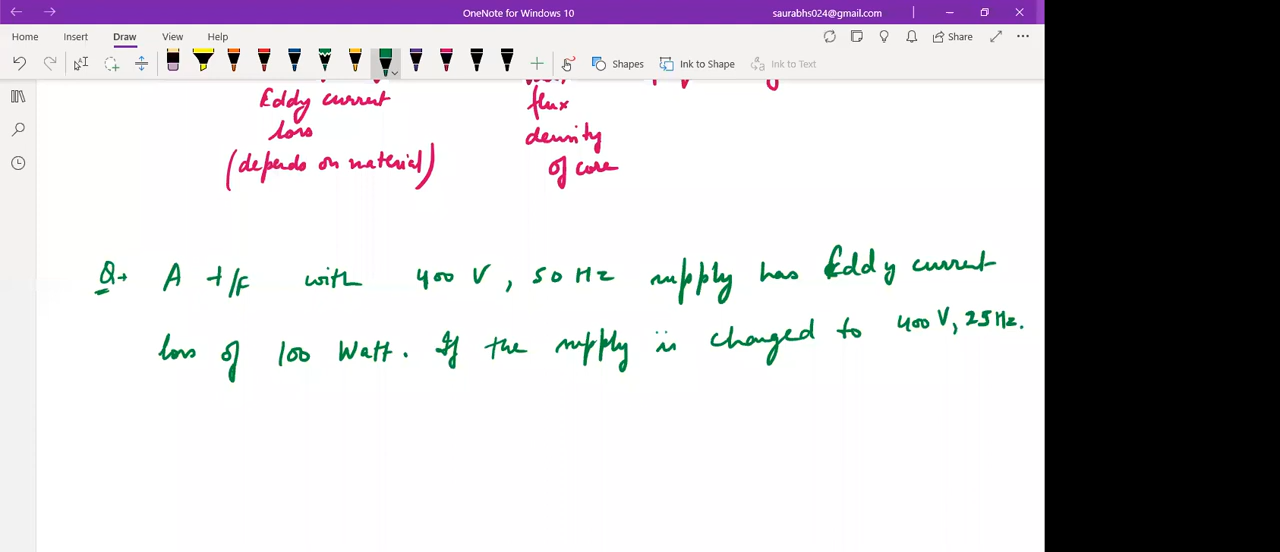 OneNote for Windows 10
saurabhs024@gmail.com
Home Insert Draw View Help
Share
Shapes
Ink to Shape
Ink to Text
Eddy current
loss
(depends on material)
flux
density
of core
Q→ A t/f with 400 V, 50 Hz supply has Eddy current
loss of 100 Watt. If the supply is changed to 400 V, 25 Hz.